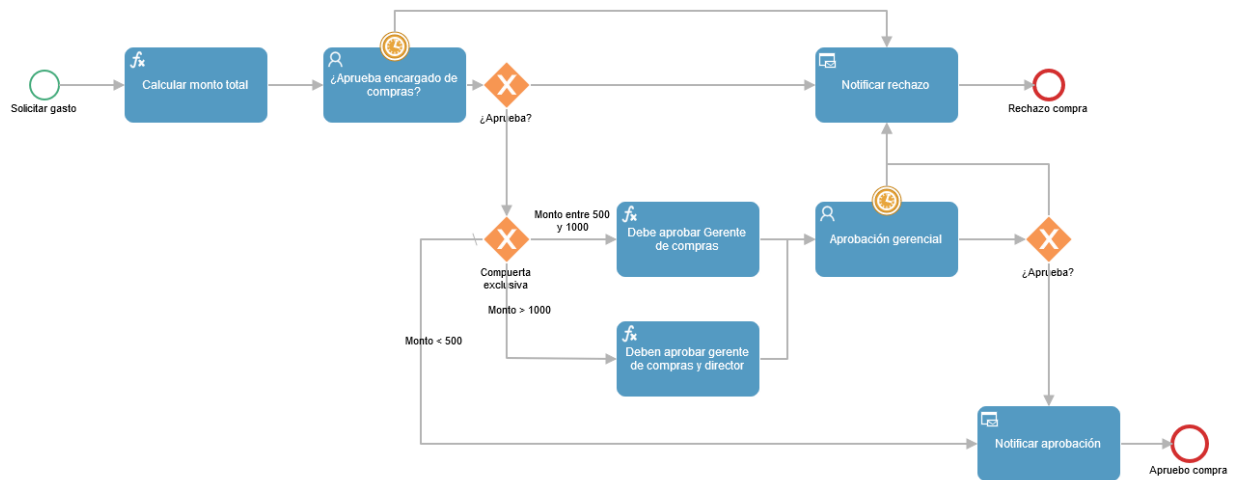 Calcular monto total
¿Aprueba encargado de
compras?
Notificar rechazo
Solicitar gasto
¿Aprueba?
Rechazo compra
Monto entre 500
y 1000
Debe aprobar Gerente
de compras
Aprobación gerencial
Compuerta
exclusiva
¿Aprueba?
Monto > 1000
Monto < 500
Deben aprobar gerente
de compras y director
Notificar aprobación
Apruebo compra